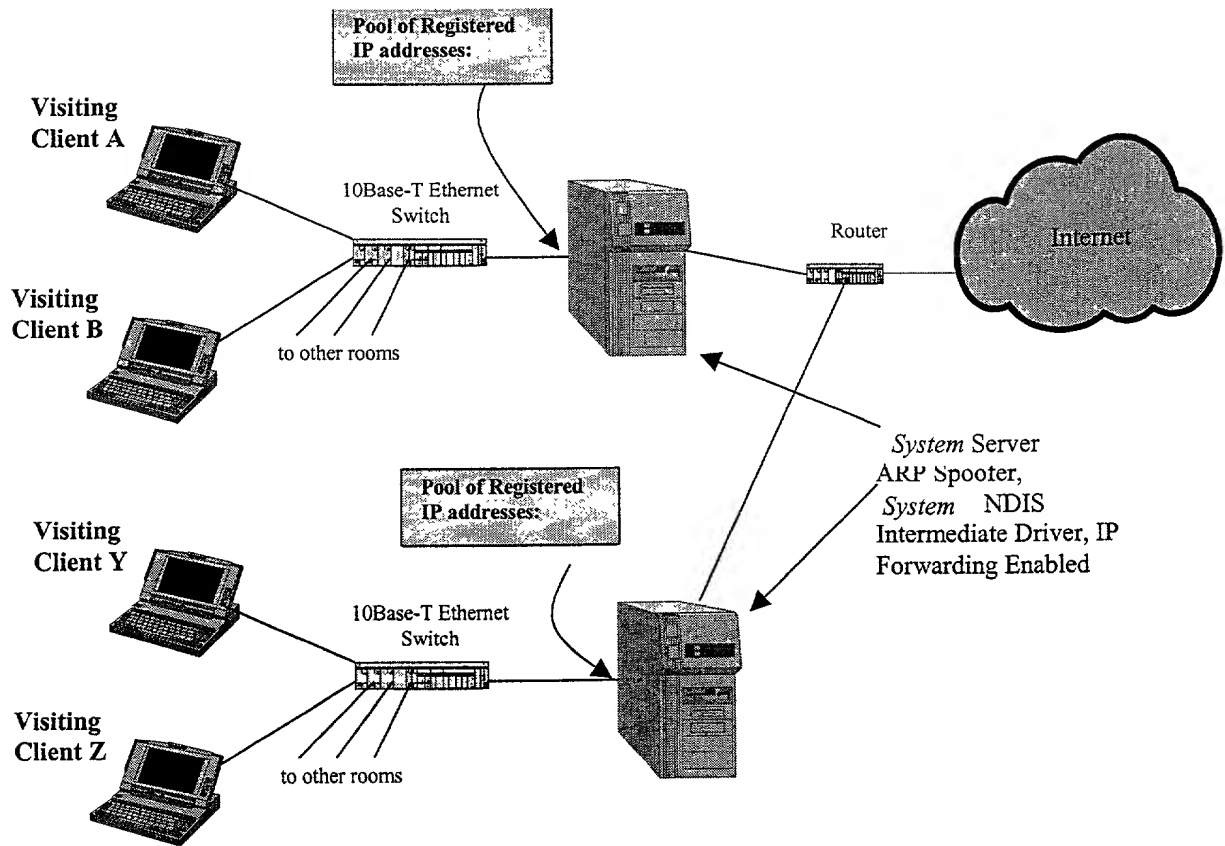 Pool of Registered
IP addresses:
Visiting
Client A
10Base-T Ethernet
Switch
Router
Internet
Visiting
Client B
to other rooms
System Server
ARP Spoofer,
System NDIS
Intermediate Driver, IP
Forwarding Enabled
Pool of Registered
IP addresses:
Visiting
Client Y
10Base-T Ethernet
Switch
Visiting
Client Z
to other rooms